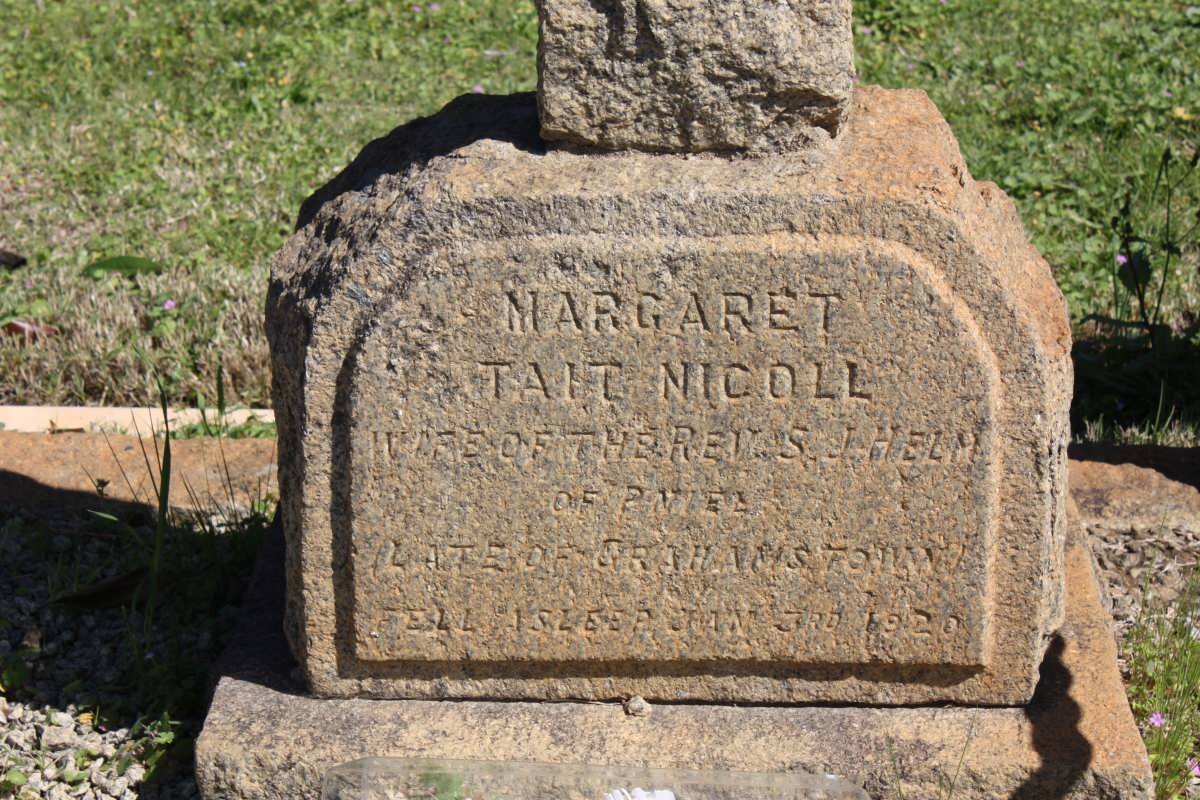 MARGARET
TAIT NICOLL
WIFE OF THE REV. S. J. HELM
OF PNIEL
(LATE OF GRAHAMSTOWN)
FELL ASLEEP JAN 3RD 1920